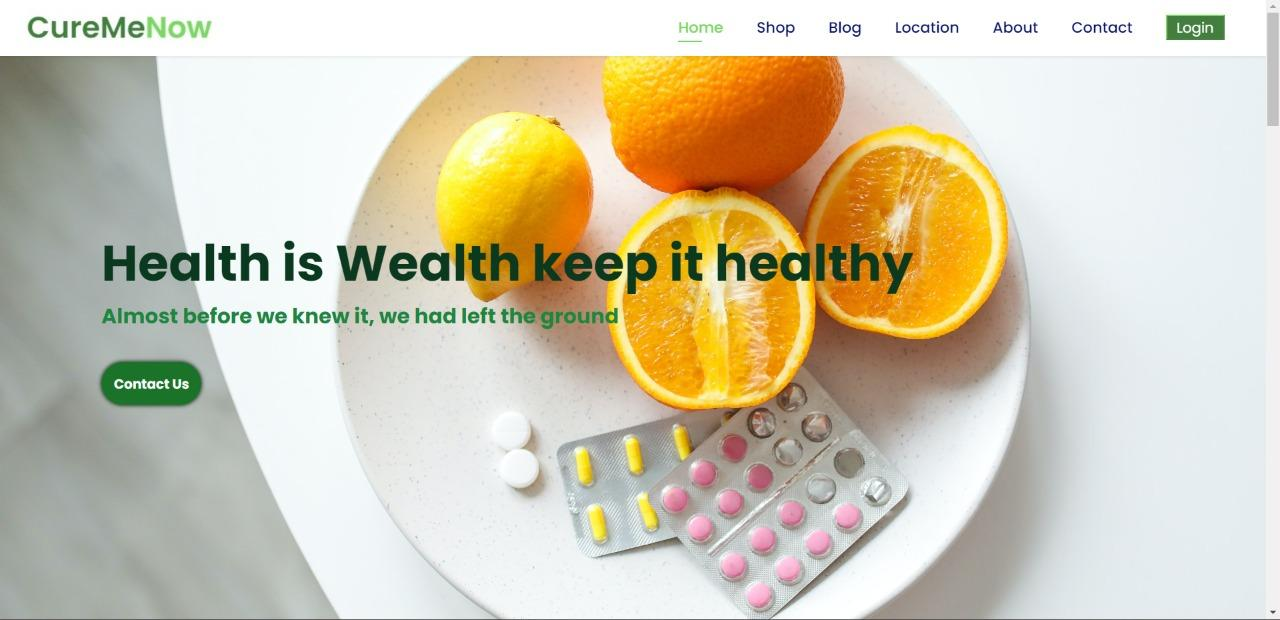 CureMeNow
Home Shop Blog Location About Contact Login
Health is Wealth keep it healthy
Almost before we knew it, we had left the ground
Contact Us